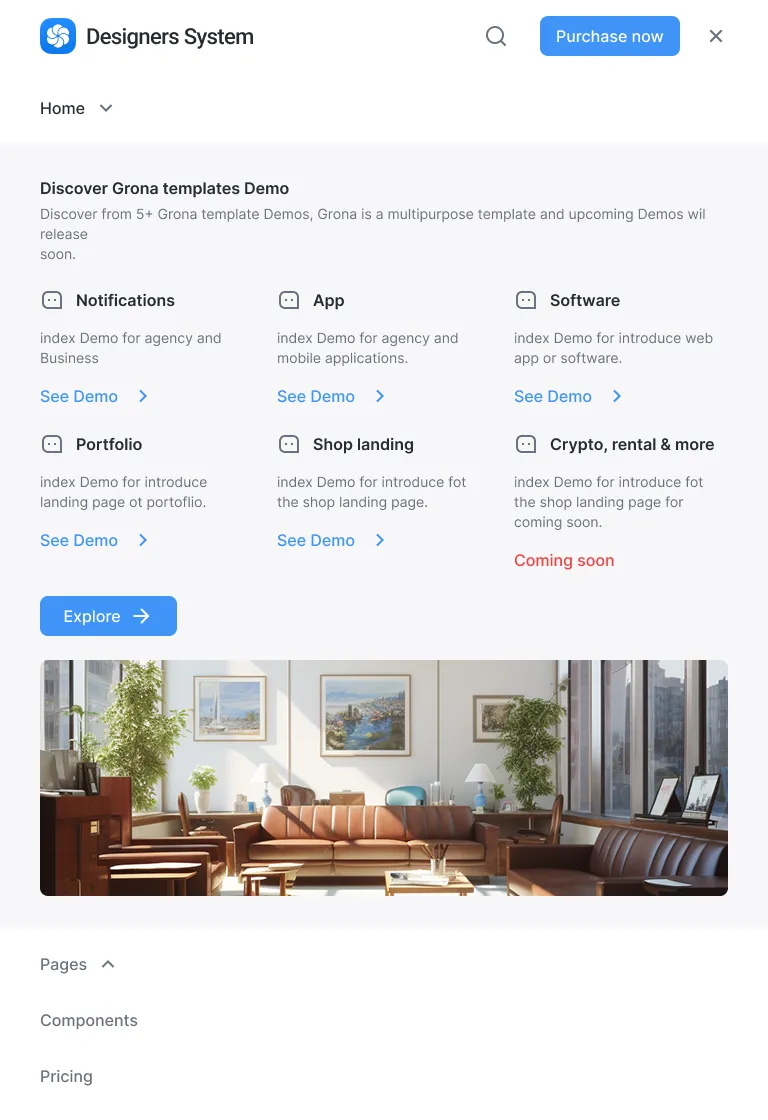 Designers System
Purchase now
Home
Discover Grona templates Demo
Discover from 5+ Grona template Demos, Grona is a multipurpose template and upcoming Demos wil
release
soon.
Notifications
index Demo for agency and
Business
See Demo
App
index Demo for agency and
mobile applications.
See Demo
Software
index Demo for introduce web
app or software.
See Demo
Portfolio
index Demo for introduce
landing page ot portoflio.
See Demo
Shop landing
index Demo for introduce fot
the shop landing page.
See Demo
Crypto, rental & more
index Demo for introduce fot
the shop landing page for
coming soon.
Coming soon
Explore
Pages
Components
Pricing